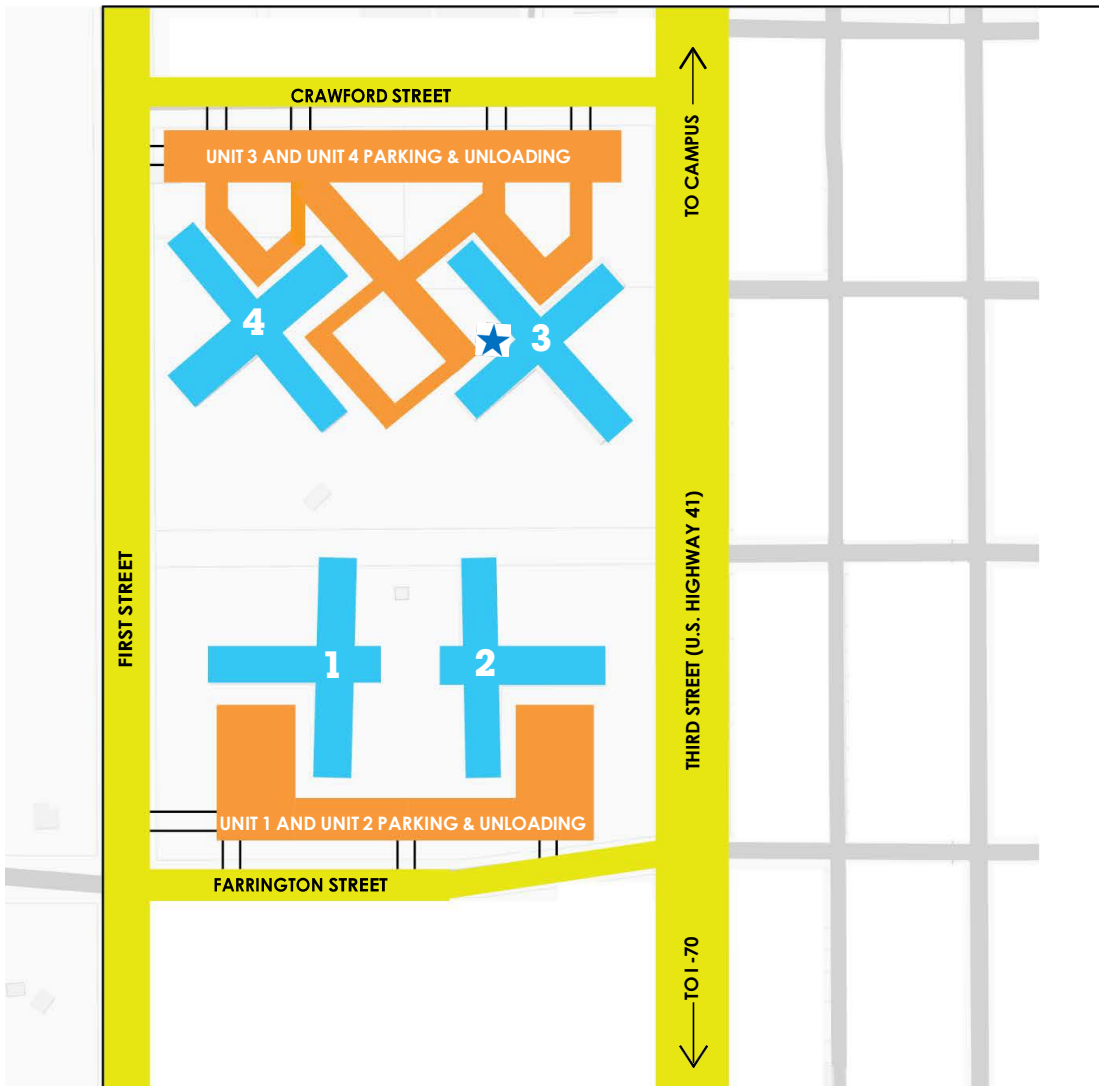 CRAWFORD STREET
TO CAMPUS
UNIT 3 AND UNIT 4 PARKING & UNLOADING
4
3
FIRST STREET
THIRD STREET (U.S. HIGHWAY 41)
1
2
UNIT 1 AND UNIT 2 PARKING & UNLOADING
FARRINGTON STREET
TO I -70